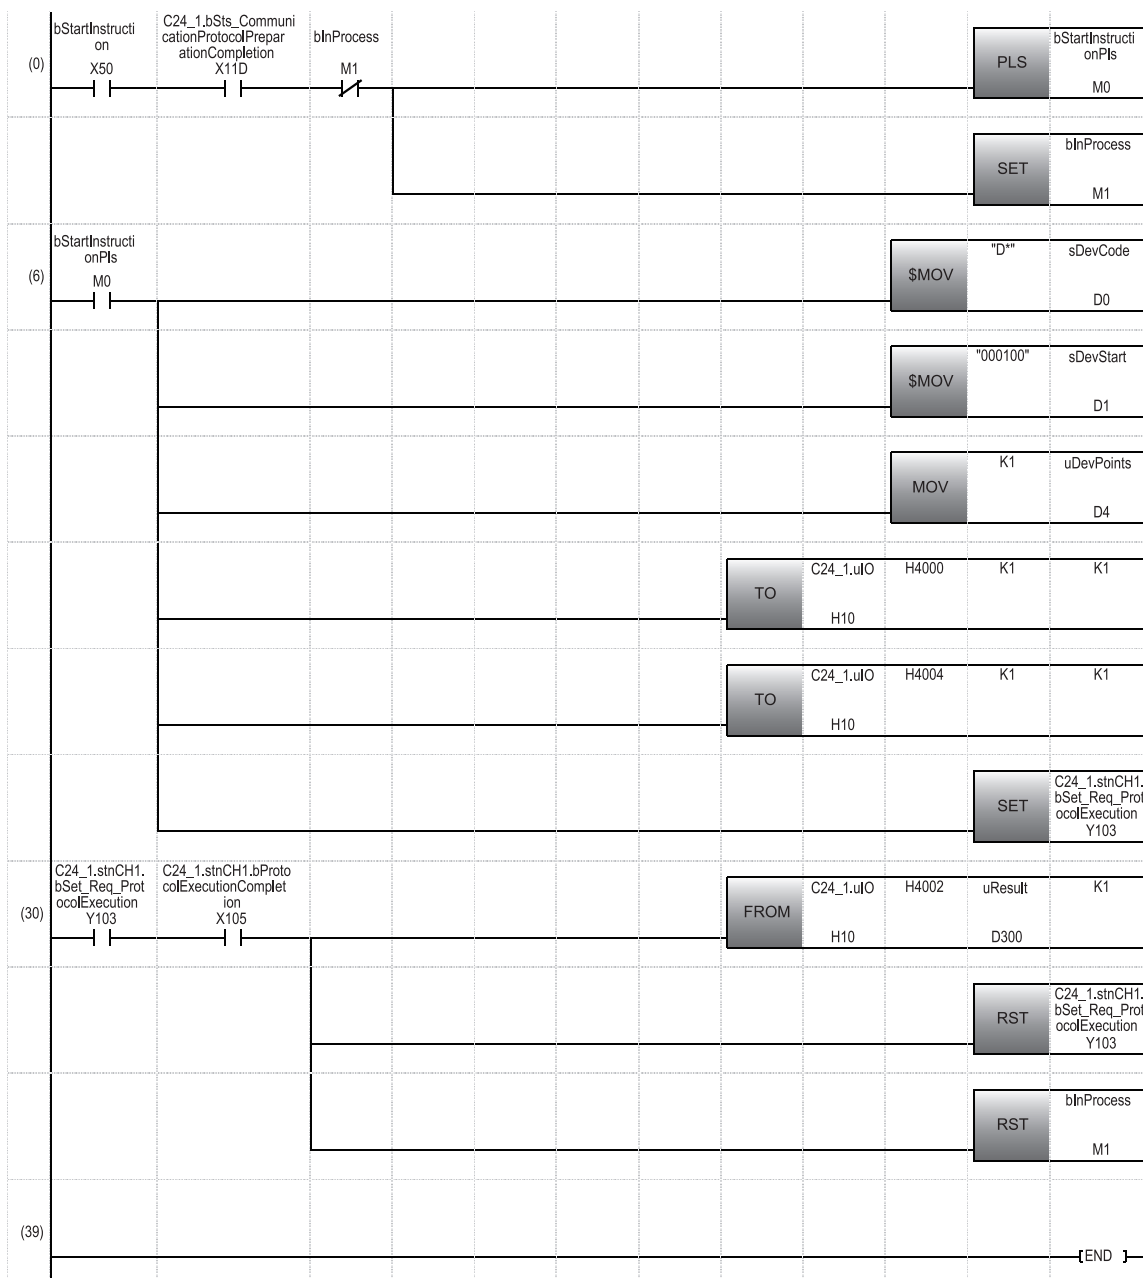 bStartInstructi
on
X50
C24_1.bSts_Communi
cationProtocolPrepar
ationCompletion
X11D
bInProcess
M1
(0)
PLS
bStartInstructi
onPls
M0
SET
bInProcess
M1
bStartInstructi
onPls
M0
(6)
$MOV
"D*"
sDevCode
D0
$MOV
"000100"
sDevStart
D1
MOV
K1
uDevPoints
D4
TO
C24_1.uIO
H10
H4000
K1
K1
TO
C24_1.uIO
H10
H4004
K1
K1
SET
C24_1.stnCH1.
bSet_Req_Prot
ocolExecution
Y103
C24_1.stnCH1.
bSet_Req_Prot
ocolExecution
Y103
C24_1.stnCH1.bProto
colExecutionComplet
ion
X105
(30)
FROM
C24_1.uIO
H10
H4002
uResult
D300
K1
RST
C24_1.stnCH1.
bSet_Req_Prot
ocolExecution
Y103
RST
bInProcess
M1
(39)
[END ]